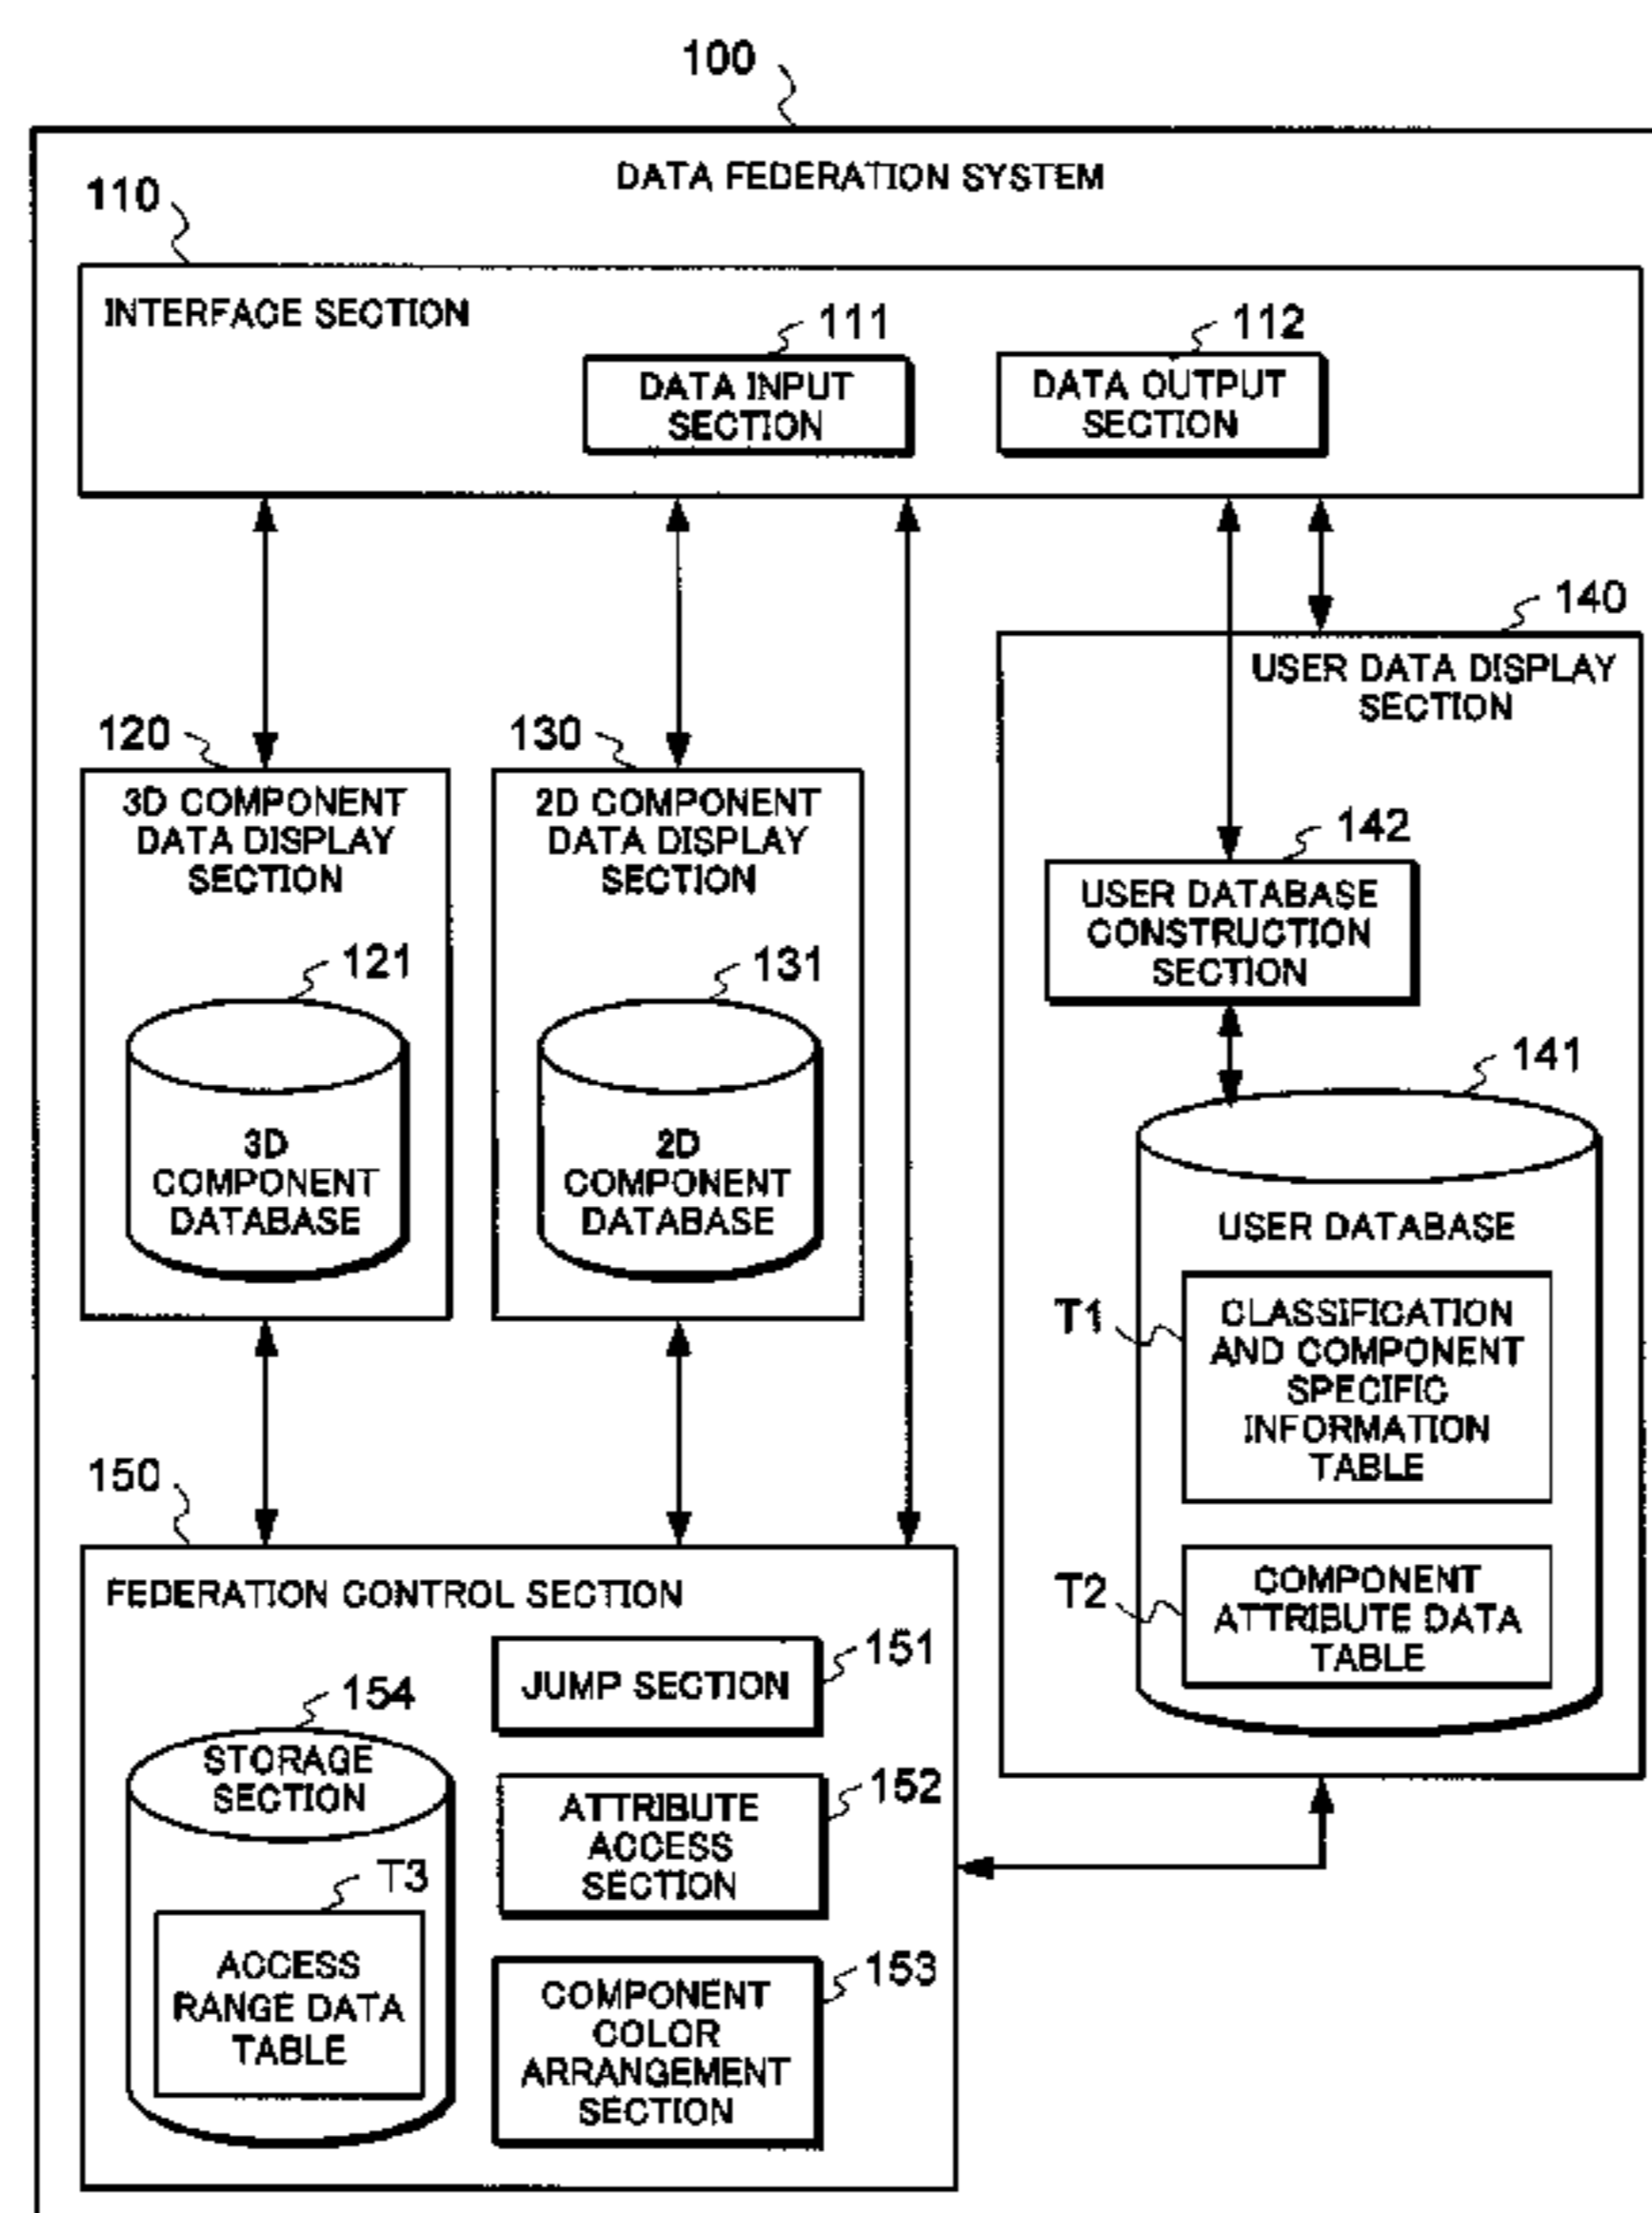 100
DATA FEDERATION SYSTEM
110
INTERFACE SECTION
111
DATA INPUT
SECTION
112
DATA OUTPUT
SECTION
140
USER DATA DISPLAY
SECTION
120
3D COMPONENT
DATA DISPLAY
SECTION
130
2D COMPONENT
DATA DISPLAY
SECTION
142
USER DATABASE
CONSTRUCTION
SECTION
121
3D
COMPONENT
DATABASE
131
2D
COMPONENT
DATABASE
141
USER DATABASE
T1
CLASSIFICATION
AND COMPONENT
SPECIFIC
INFORMATION
TABLE
T2
COMPONENT
ATTRIBUTE DATA
TABLE
150
FEDERATION CONTROL SECTION
151
JUMP SECTION
154
STORAGE
SECTION
152
ATTRIBUTE
ACCESS
SECTION
T3
ACCESS
RANGE DATA
TABLE
153
COMPONENT
COLOR
ARRANGEMENT
SECTION